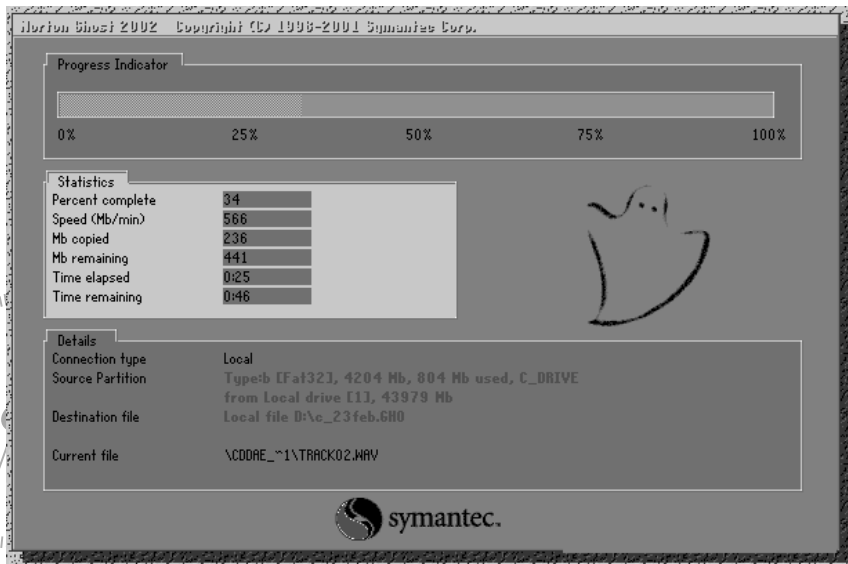 Norton Ghost 2002 Copyright (C) 1998-2001 Symantec Corp.
Progress Indicator
0% 25% 50% 75% 100%
Statistics
Percent complete 34
Speed (Mb/min) 566
Mb copied 236
Mb remaining 441
Time elapsed 0:25
Time remaining 0:46
Details
Connection type Local
Source Partition Type:b [Fat32], 4204 Mb, 804 Mb used, C_DRIVE
from Local drive [1], 43979 Mb
Destination file Local file D:\c_23feb.GHO
Current file \CDDAE_~1\TRACK02.WAV
symantec.